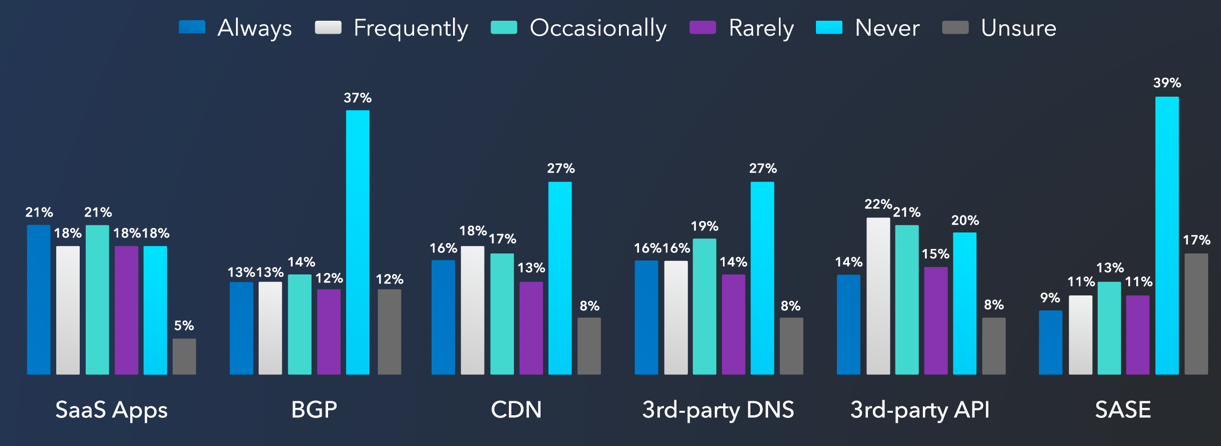 Always Frequently Occasionally Rarely Never Unsure
21% 18% 21% 18% 18% 5%
13% 13% 14% 12% 37% 12%
16% 18% 17% 13% 27% 8%
16% 16% 19% 14% 27% 8%
14% 22% 21% 15% 20% 8%
9% 11% 13% 11% 39% 17%
SaaS Apps BGP CDN 3rd-party DNS 3rd-party API SASE